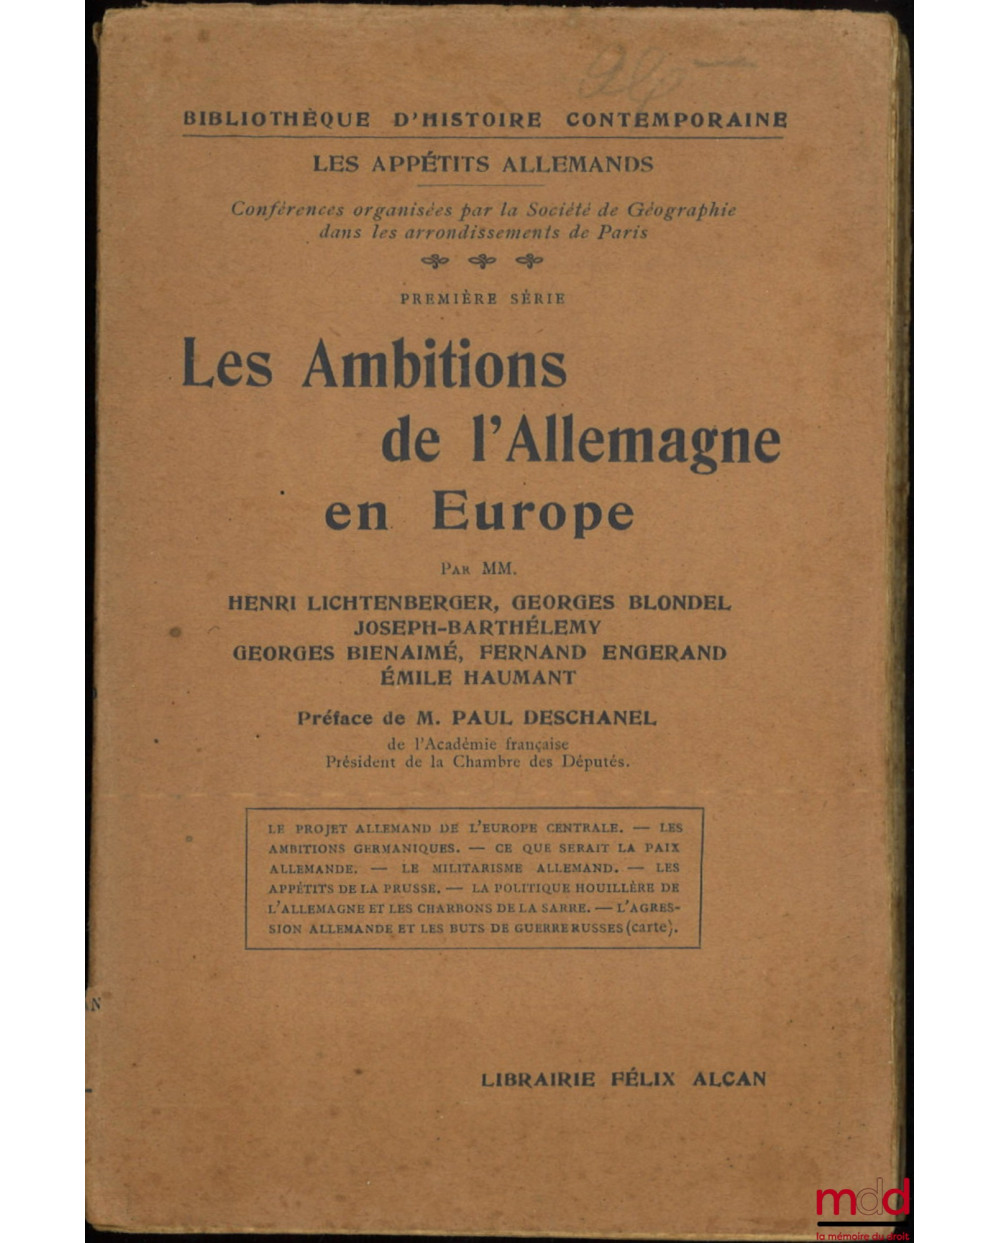 BIBLIOTHÈQUE D'HISTOIRE CONTEMPORAINE
LES APPÉTITS ALLEMANDS
Conférences organisées par la Société de Géographie
dans les arrondissements de Paris
PREMIÈRE SÉRIE
Les Ambitions
de l'Allemagne
en Europe
PAR MM.
HENRI LICHTENBERGER, GEORGES BLONDEL
JOSEPH-BARTHÉLEMY
GEORGES BIENAIMÉ, FERNAND ENGERAND
ÉMILE HAUMANT
Préface de M. PAUL DESCHANEL
de l'Académie française
Président de la Chambre des Députés.
LE PROJET ALLEMAND DE L'EUROPE CENTRALE. — LES
AMBITIONS GERMANIQUES. — CE QUE SERAIT LA PAIX
ALLEMANDE. — LE MILITARISME ALLEMAND. — LES
APPÉTITS DE LA PRUSSE. — LA POLITIQUE HOUILLÈRE DE
L'ALLEMAGNE ET LES CHARBONS DE LA SARRE. — L'AGRES-
SION ALLEMANDE ET LES BUTS DE GUERRE RUSSES (carte).
LIBRAIRIE FÉLIX ALCAN
mdd
la mémoire du droit